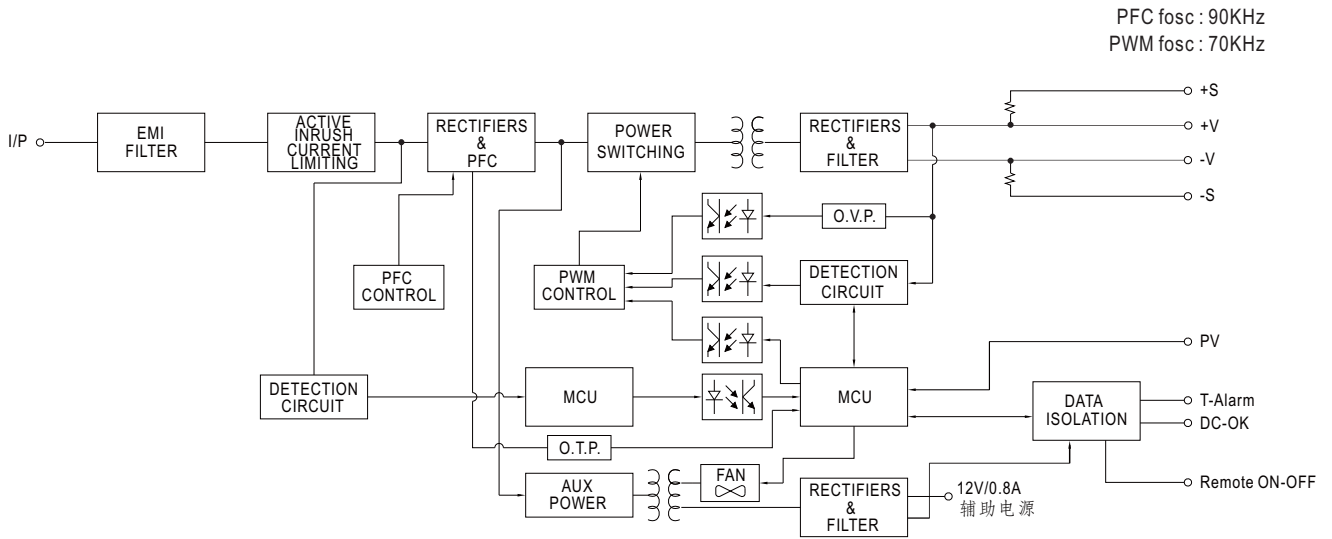 PFC fosc : 90KHz
PWM fosc : 70KHz
I/P
EMI
FILTER
ACTIVE
INRUSH
CURRENT
LIMITING
RECTIFIERS
&
PFC
POWER
SWITCHING
RECTIFIERS
&
FILTER
+S
+V
-V
-S
O.V.P.
PFC
CONTROL
PWM
CONTROL
DETECTION
CIRCUIT
PV
DETECTION
CIRCUIT
MCU
MCU
DATA
ISOLATION
T-Alarm
DC-OK
O.T.P.
AUX
POWER
FAN
RECTIFIERS
&
FILTER
12V/0.8A
辅助电源
Remote ON-OFF